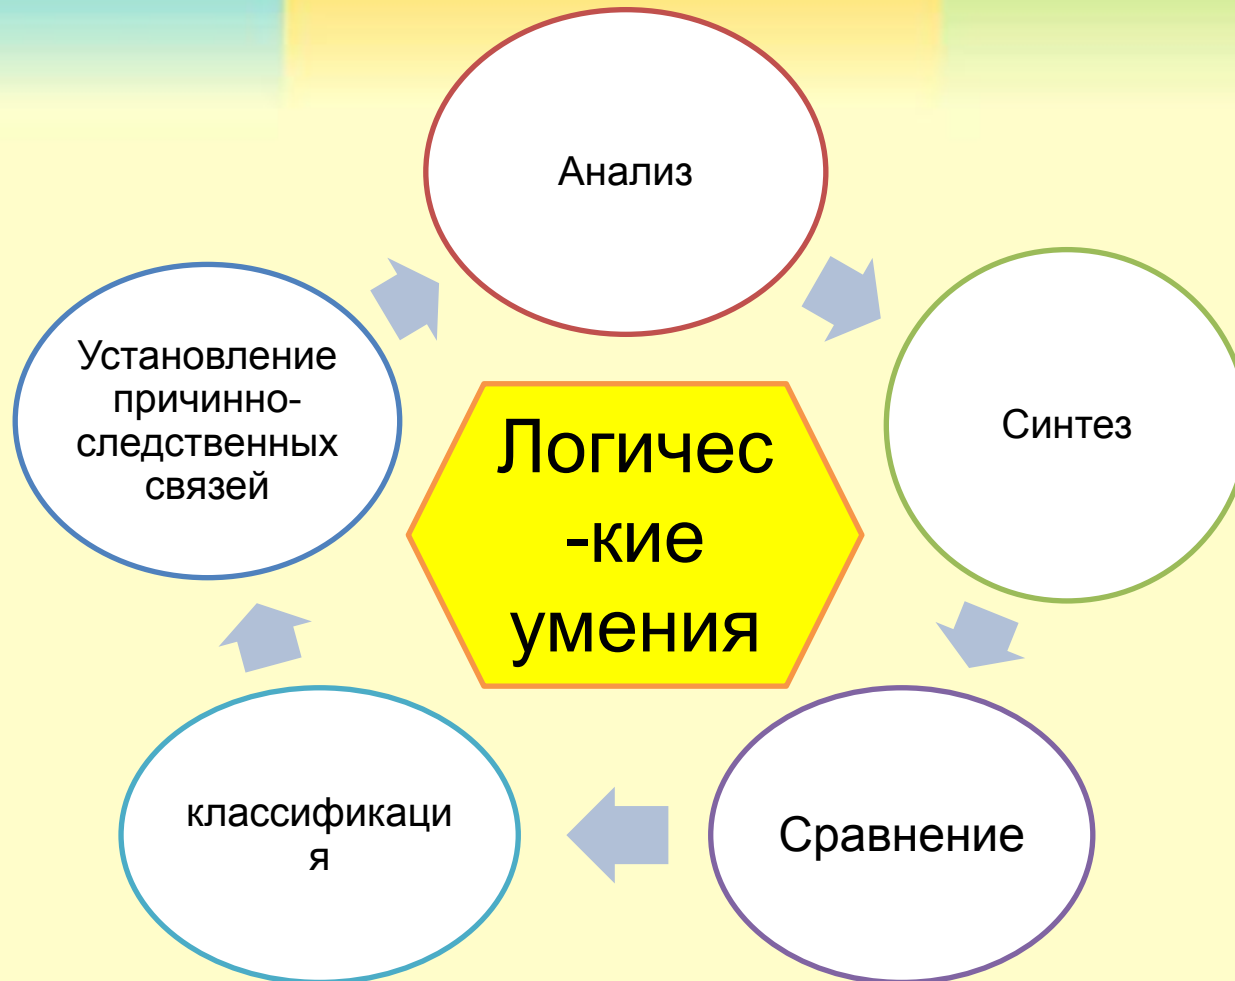 Анализ
Синтез
Сравнение
классификаци
я
Установление
причинно-
следственных
связей
Логичес
-кие
умения